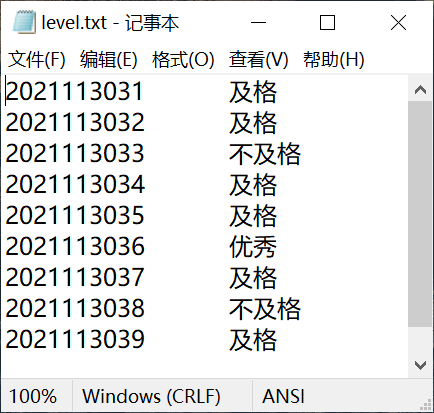 level.txt - 记事本
文件(F) 编辑(E) 格式(O) 查看(V) 帮助(H)
2021113031 及格
2021113032 及格
2021113033 不及格
2021113034 及格
2021113035 及格
2021113036 优秀
2021113037 及格
2021113038 不及格
2021113039 及格
100% Windows (CRLF) ANSI